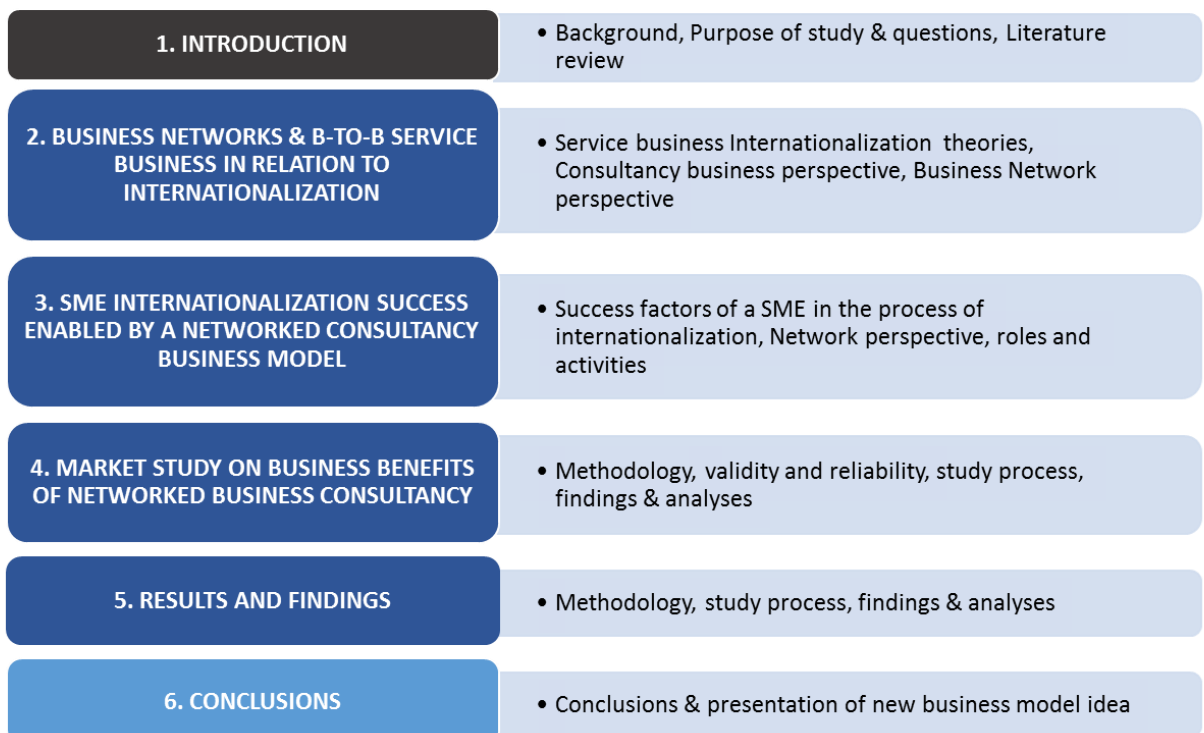 1. INTRODUCTION
• Background, Purpose of study & questions, Literature
review
2. BUSINESS NETWORKS & B-TO-B SERVICE
BUSINESS IN RELATION TO
INTERNATIONALIZATION
• Service business Internationalization theories,
Consultancy business perspective, Business Network
perspective
3. SME INTERNATIONALIZATION SUCCESS
ENABLED BY A NETWORKED CONSULTANCY
BUSINESS MODEL
• Success factors of a SME in the process of
internationalization, Network perspective, roles and
activities
4. MARKET STUDY ON BUSINESS BENEFITS
OF NETWORKED BUSINESS CONSULTANCY
• Methodology, validity and reliability, study process,
findings & analyses
5. RESULTS AND FINDINGS
• Methodology, study process, findings & analyses
6. CONCLUSIONS
• Conclusions & presentation of new business model idea